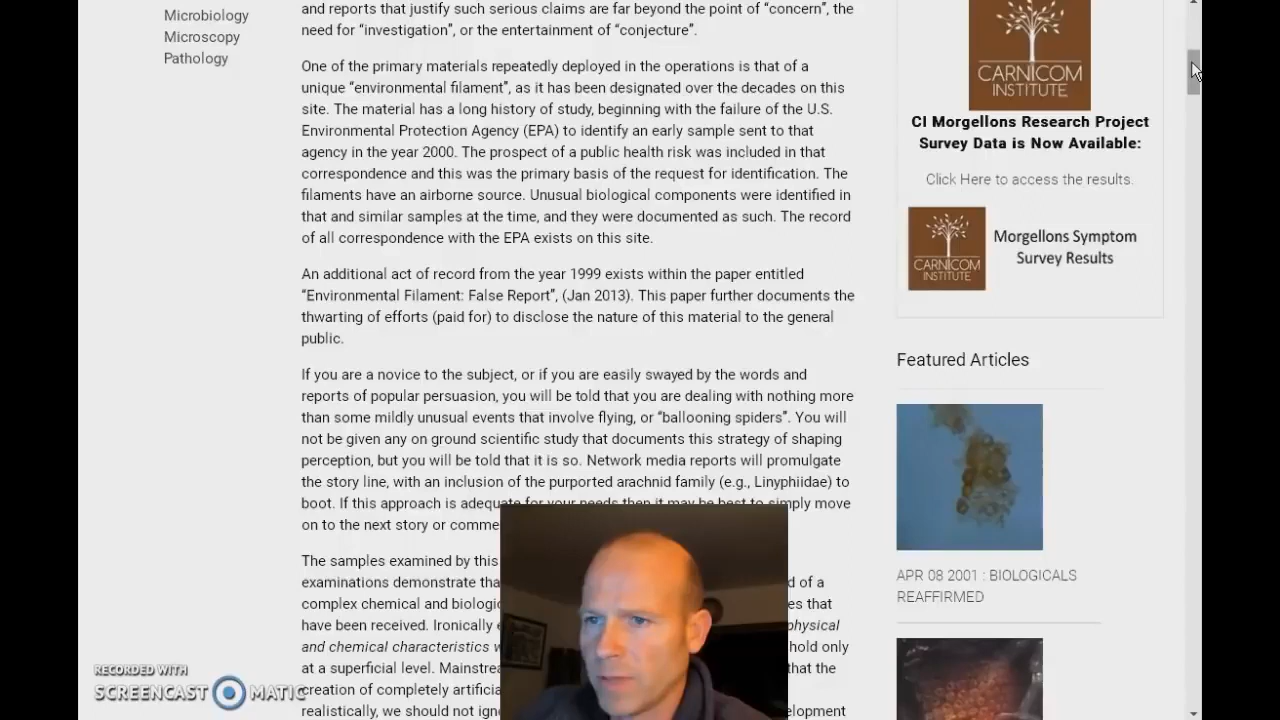 Microbiology
Microscopy
Pathology
and reports that justify such serious claims are far beyond the point of “concern”, the
need for “investigation”, or the entertainment of “conjecture”.
One of the primary materials repeatedly deployed in the operations is that of a
unique “environmental filament”, as it has been designated over the decades on this
site. The material has a long history of study, beginning with the failure of the U.S.
Environmental Protection Agency (EPA) to identify an early sample sent to that
agency in the year 2000. The prospect of a public health risk was included in that
correspondence and this was the primary basis of the request for identification. The
filaments have an airborne source. Unusual biological components were identified in
that and similar samples at the time, and they were documented as such. The record
of all correspondence with the EPA exists on this site.
An additional act of record from the year 1999 exists within the paper entitled
“Environmental Filament: False Report”, (Jan 2013). This paper further documents the
thwarting of efforts (paid for) to disclose the nature of this material to the general
public.
If you are a novice to the subject, or if you are easily swayed by the words and
reports of popular persuasion, you will be told that you are dealing with nothing more
than some mildly unusual events that involve flying, or “ballooning spiders”. You will
not be given any on ground scientific study that documents this strategy of shaping
perception, but you will be told that it is so. Network media reports will promulgate
the story line, with an inclusion of the purported arachnid family (e.g., Linyphiidae) to
boot. If this approach is adequate for your needs then it may be best to simply move
on to the next story or comme
The samples examined by this
examinations demonstrate tha d of a
complex chemical and biologic es that
have been received. Ironically physical
and chemical characteristics hold only
at a superficial level. Mainstrea that the
creation of completely artificia
realistically, we should not ign elopment
CARNICOM
INSTITUTE
CI Morgellons Research Project
Survey Data is Now Available:
Click Here to access the results.
CARNICOM
INSTITUTE
Morgellons Symptom
Survey Results
Featured Articles
APR 08 2001 : BIOLOGICALS
REAFFIRMED
RECORDED WITH
SCREENCAST MATIC